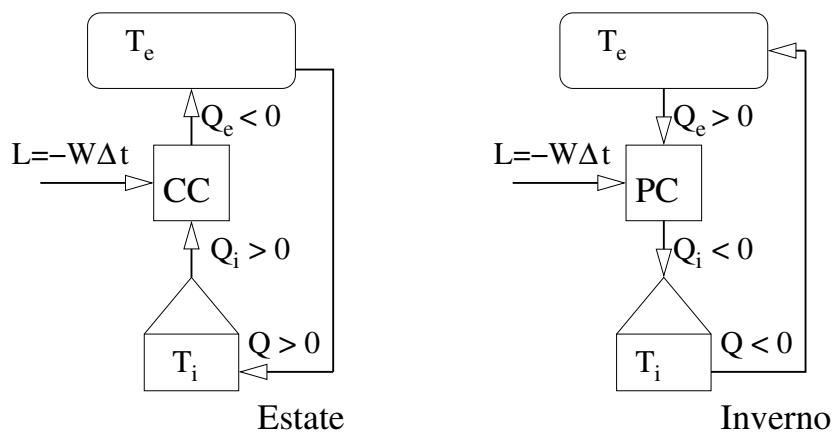 T_e
Q_e < 0
L=−WΔt
CC
Q_i > 0
T_i
Q > 0
Estate
T_e
Q_e > 0
L=−WΔt
PC
Q_i < 0
T_i
Q < 0
Inverno